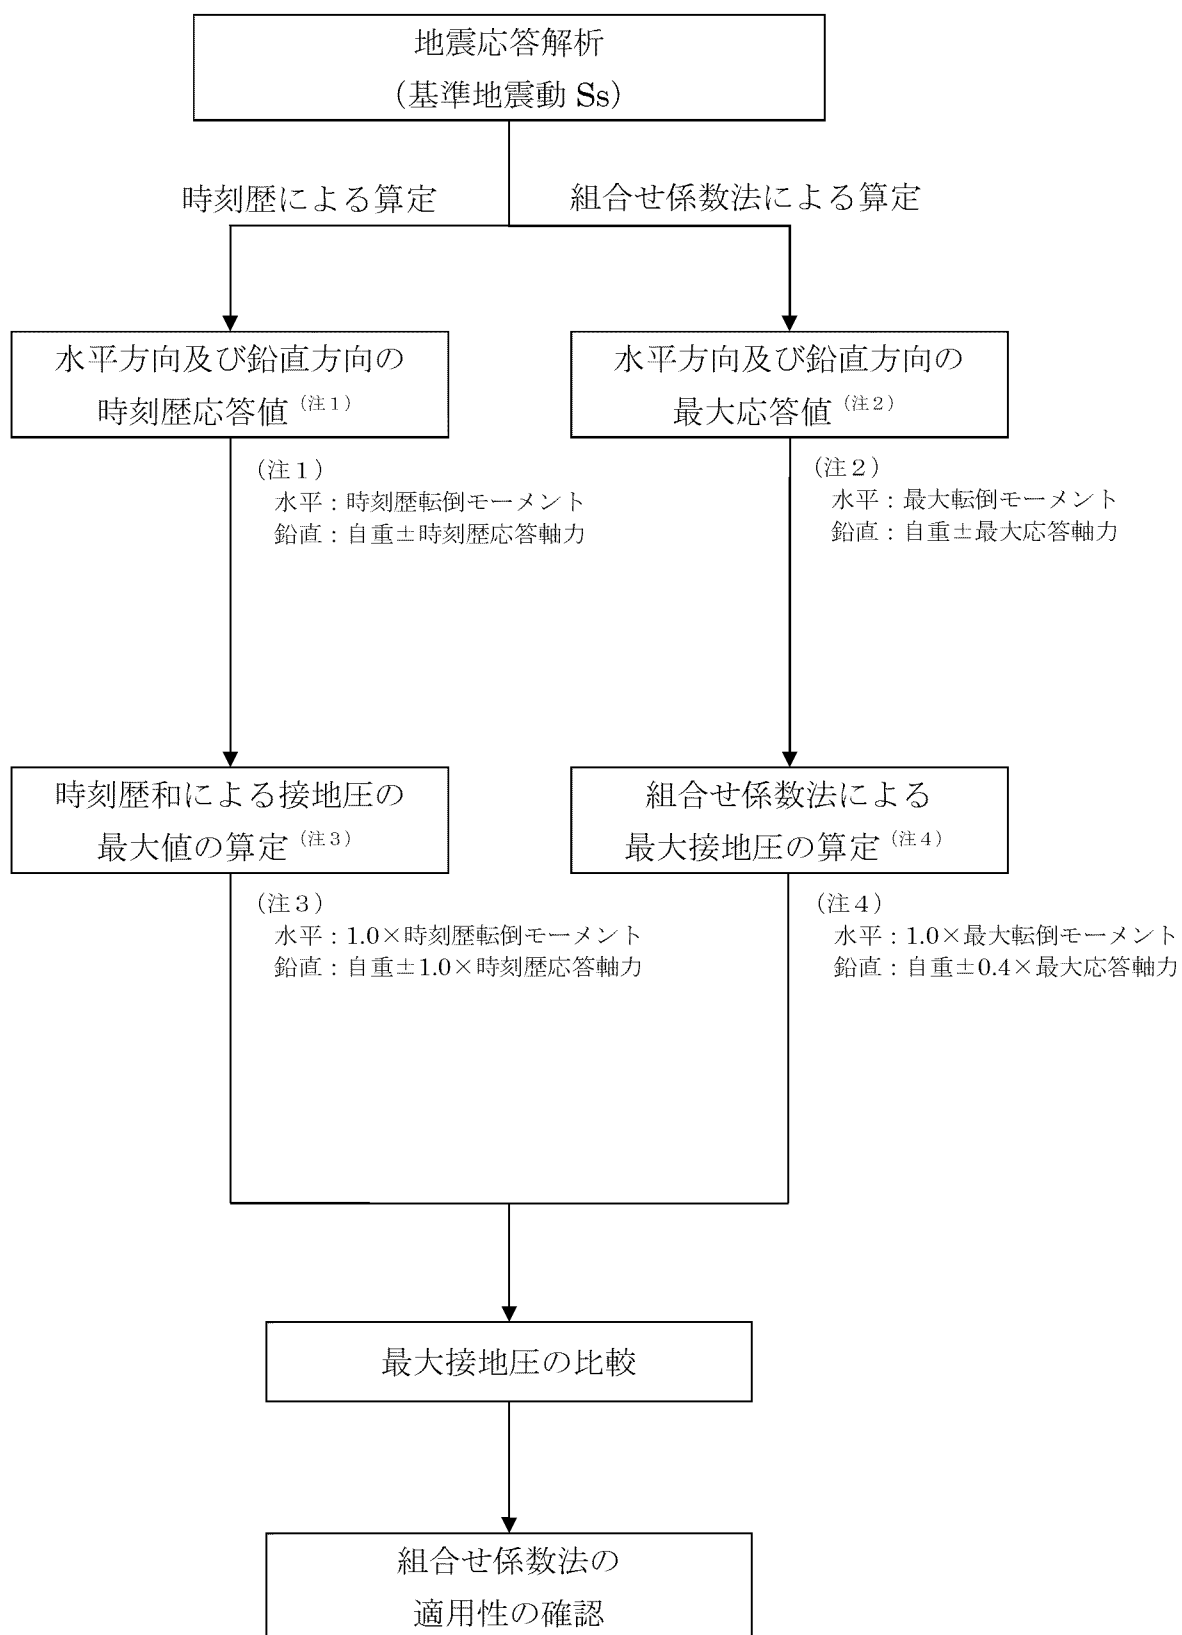 地震応答解析
(基準地震動 Ss)
時刻歴による算定
組合せ係数法による算定
水平方向及び鉛直方向の
時刻歴応答値(注1)
水平方向及び鉛直方向の
最大応答値(注2)
(注1)
水平:時刻歴転倒モーメント
鉛直:自重±時刻歴応答軸力
(注2)
水平:最大転倒モーメント
鉛直:自重±最大応答軸力
時刻歴和による接地圧の
最大値の算定(注3)
組合せ係数法による
最大接地圧の算定(注4)
(注3)
水平:1.0×時刻歴転倒モーメント
鉛直:自重±1.0×時刻歴応答軸力
(注4)
水平:1.0×最大転倒モーメント
鉛直:自重±0.4×最大応答軸力
最大接地圧の比較
組合せ係数法の
適用性の確認